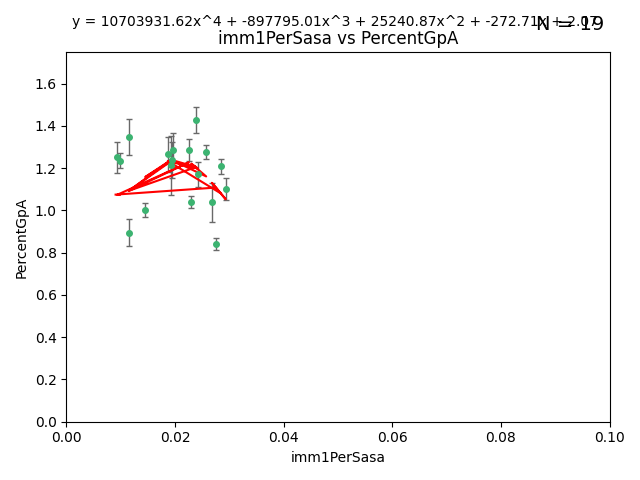 y = 10703931.62x^4 + -897795.01x^3 + 25240.87x^2 + -272.71x + 2.07
N = 19
imm1PerSasa vs PercentGpA
1.6
1.4
1.2
1.0
0.8
0.6
0.4
0.2
0.0
PercentGpA
0.00 0.02 0.04 0.06 0.08 0.10
imm1PerSasa